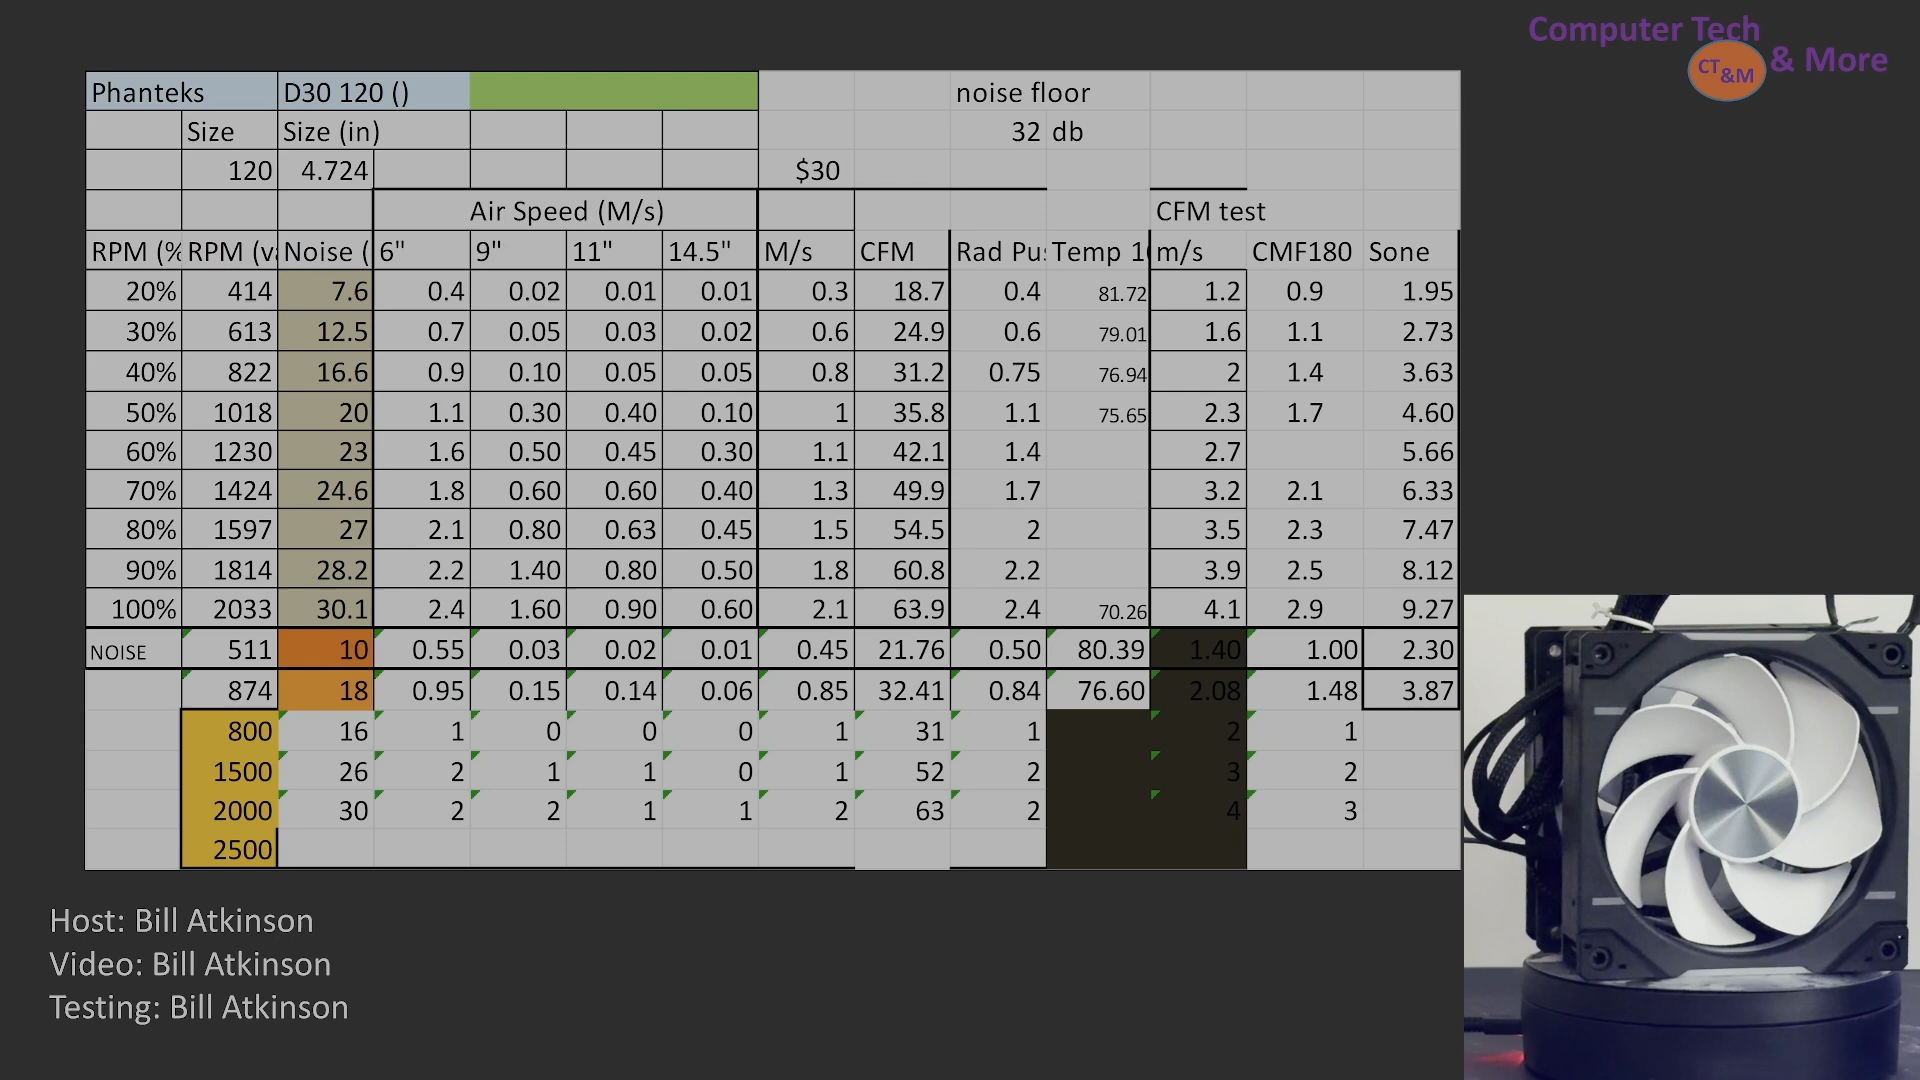 Computer Tech
CT &M & More
Phanteks D30 120 () noise floor
Size Size (in) 32 db
120 4.724 $30
Air Speed (M/s) CFM test
RPM (% RPM (va Noise ( 6" 9" 11" 14.5" M/s CFM Rad Pus Temp 10 m/s CMF180 Sone
20% 414 7.6 0.4 0.02 0.01 0.01 0.3 18.7 0.4 81.72 1.2 0.9 1.95
30% 613 12.5 0.7 0.05 0.03 0.02 0.6 24.9 0.6 79.01 1.6 1.1 2.73
40% 822 16.6 0.9 0.10 0.05 0.05 0.8 31.2 0.75 76.94 2 1.4 3.63
50% 1018 20 1.1 0.30 0.40 0.10 1 35.8 1.1 75.65 2.3 1.7 4.60
60% 1230 23 1.6 0.50 0.45 0.30 1.1 42.1 1.4 2.7 5.66
70% 1424 24.6 1.8 0.60 0.60 0.40 1.3 49.9 1.7 3.2 2.1 6.33
80% 1597 27 2.1 0.80 0.63 0.45 1.5 54.5 2 3.5 2.3 7.47
90% 1814 28.2 2.2 1.40 0.80 0.50 1.8 60.8 2.2 3.9 2.5 8.12
100% 2033 30.1 2.4 1.60 0.90 0.60 2.1 63.9 2.4 70.26 4.1 2.9 9.27
NOISE 511 10 0.55 0.03 0.02 0.01 0.45 21.76 0.50 80.39 1.40 1.00 2.30
874 18 0.95 0.15 0.14 0.06 0.85 32.41 0.84 76.60 2.08 1.48 3.87
800 16 1 0 0 0 1 31 1 2 1
1500 26 2 1 1 0 1 52 2 3 2
2000 30 2 2 1 1 2 63 2 4 3
2500
Host: Bill Atkinson
Video: Bill Atkinson
Testing: Bill Atkinson